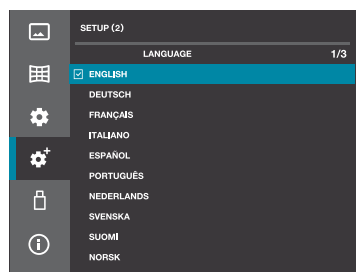 SETUP (2)
LANGUAGE 1/3
ENGLISH
DEUTSCH
FRANÇAIS
ITALIANO
ESPAÑOL
PORTUGUÊS
NEDERLANDS
SVENSKA
SUOMI
NORSK